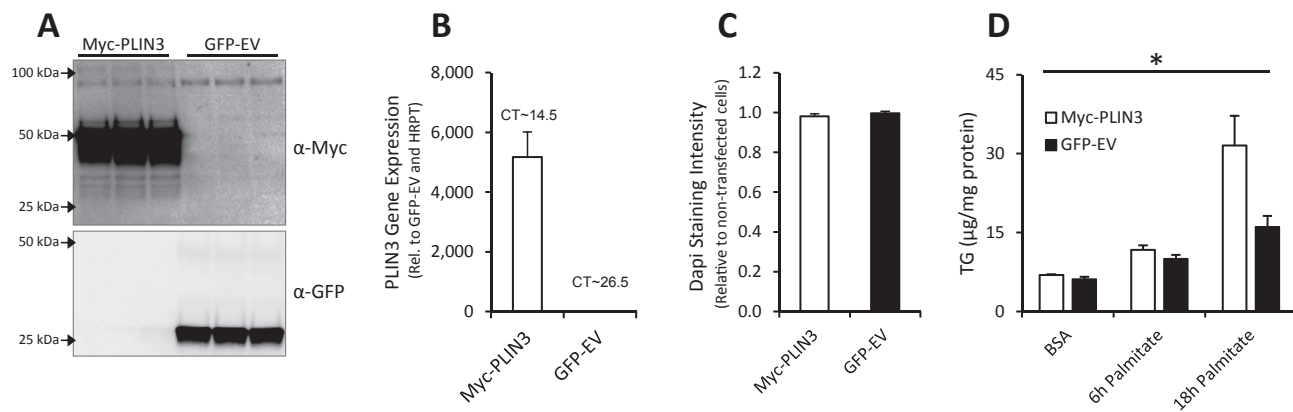 A
Myc-PLIN3 GFP-EV
100 kDa
50 kDa
α-Myc
25 kDa
50 kDa
α-GFP
25 kDa
B
PLIN3 Gene Expression
(Rel. to GFP-EV and HRPT)
8,000
6,000
4,000
2,000
0
CT~14.5
CT~26.5
Myc-PLIN3
GFP-EV
C
Dapi Staining Intensity
(Relative to non-transfected cells)
1.2
1.0
0.8
0.6
0.4
0.2
0.0
Myc-PLIN3
GFP-EV
D
TG (µg/mg protein)
45
30
15
0
*
Myc-PLIN3
GFP-EV
BSA
6h Palmitate
18h Palmitate